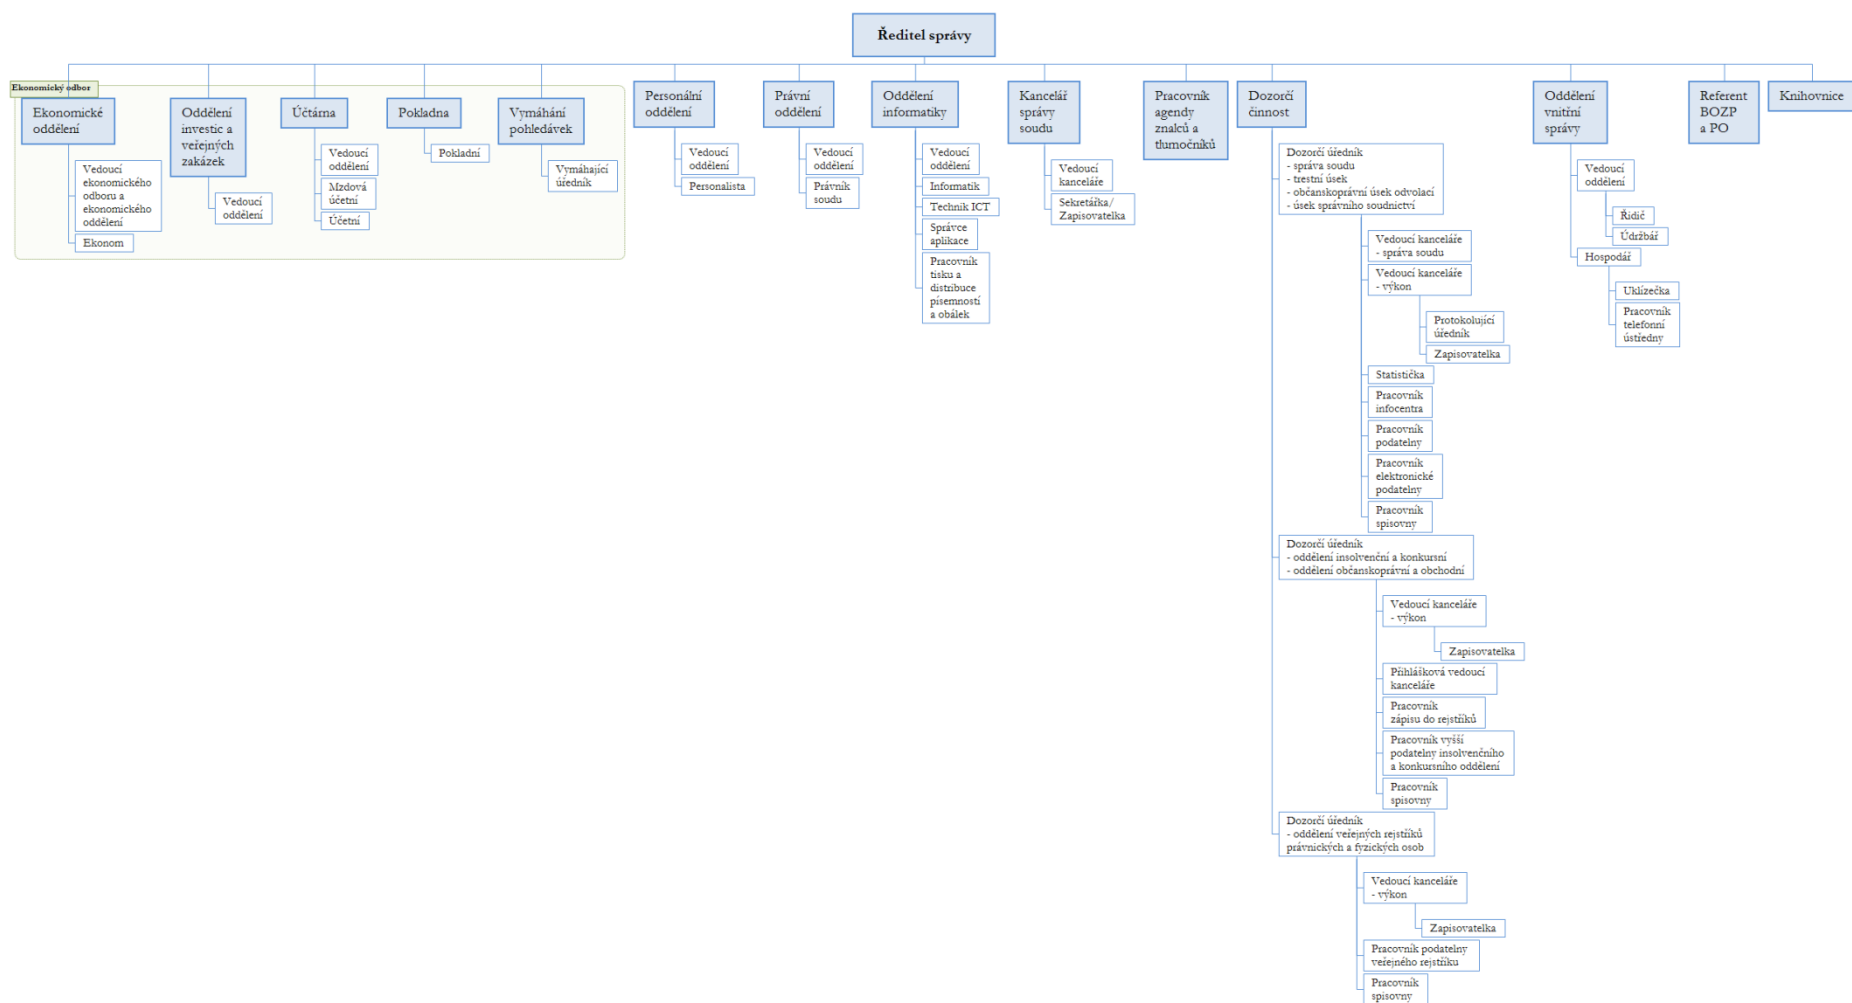 Ředitel správy
Ekonomický odbor
Ekonomické
oddělení
Vedoucí
ekonomického
odboru a
ekonomického
oddělení
Ekonom
Oddělení
investic a
veřejných
zakázek
Vedoucí
oddělení
Účtárna
Vedoucí
oddělení
Mzdová
účetní
Účetní
Pokladna
Pokladní
Vymáhání
pohledávek
Vymáhající
úředník
Personální
oddělení
Vedoucí
oddělení
Personalista
Právní
oddělení
Vedoucí
oddělení
Právník
soudu
Oddělení
informatiky
Vedoucí
oddělení
Informatik
Technik ICT
Správce
aplikace
Pracovník
tisku a
distribuce
písemností
a obálek
Kancelář
správy
soudu
Vedoucí
kanceláře
Sekretářka/
Zapisovatelka
Pracovník
agendy
znalců a
tlumočníků
Dozorčí
činnost
Dozorčí úředník
- správa soudu
- trestní úsek
- občanskoprávní úsek odvolací
- úsek správního soudnictví
Vedoucí kanceláře
- správa soudu
Vedoucí kanceláře
- výkon
Protokolující
úředník
Zapisovatelka
Statistička
Pracovník
infocentra
Pracovník
podatelny
Pracovník
elektronické
podatelny
Pracovník
spisovny
Dozorčí úředník
- oddělení insolvenční a konkursní
- oddělení občanskoprávní a obchodní
Vedoucí kanceláře
- výkon
Zapisovatelka
Přihlášková vedoucí
kanceláře
Pracovník
zápisu do rejstříků
Pracovník vyšší
podatelny insolvenčního
a konkursního oddělení
Pracovník
spisovny
Dozorčí úředník
- oddělení veřejných rejstříků
právnických a fyzických osob
Vedoucí kanceláře
- výkon
Zapisovatelka
Pracovník podatelny
veřejného rejstříku
Pracovník
spisovny
Oddělení
vnitřní
správy
Vedoucí
oddělení
Řidič
Údržbář
Hospodář
Uklízečka
Pracovník
telefonní
ústředny
Referent
BOZP
a PO
Knihovnice